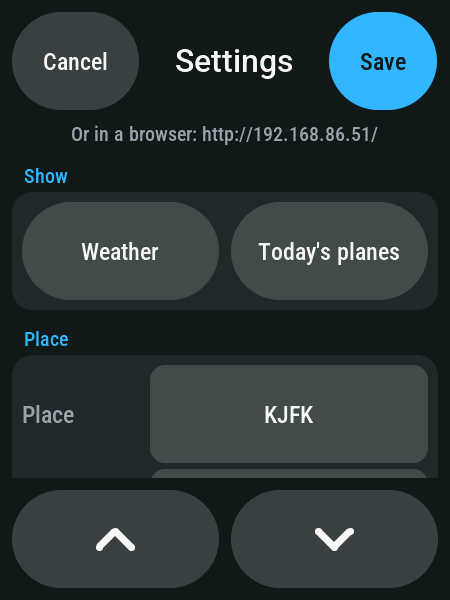 Cancel
Settings
Save
Or in a browser: http://192.168.86.51/
Show
Weather
Today's planes
Place
Place
KJFK